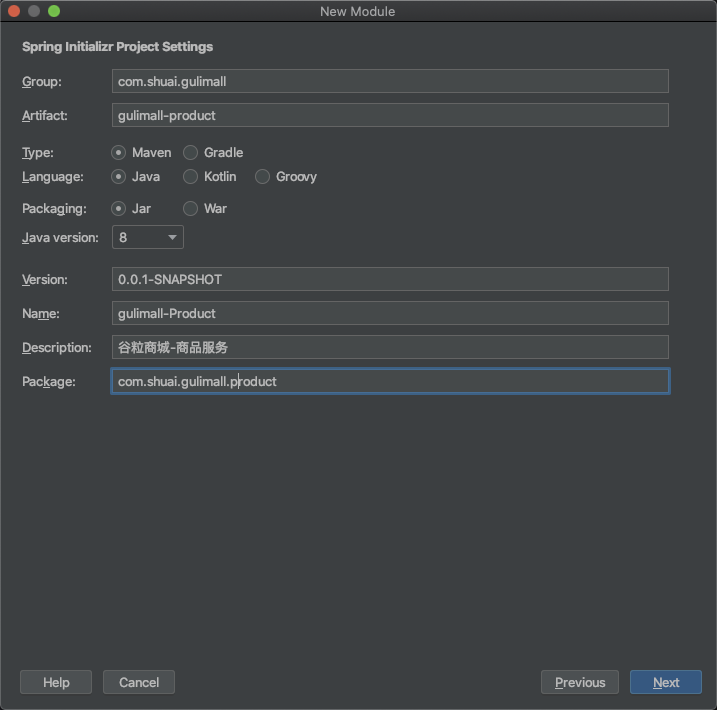 New Module
Spring Initializr Project Settings
Group: com.shuai.gulimall
Artifact: gulimall-product
Type: Maven Gradle
Language: Java Kotlin Groovy
Packaging: Jar War
Java version: 8
Version: 0.0.1-SNAPSHOT
Name: gulimall-Product
Description: 谷粒商城-商品服务
Package: com.shuai.gulimall.product
Help Cancel Previous Next